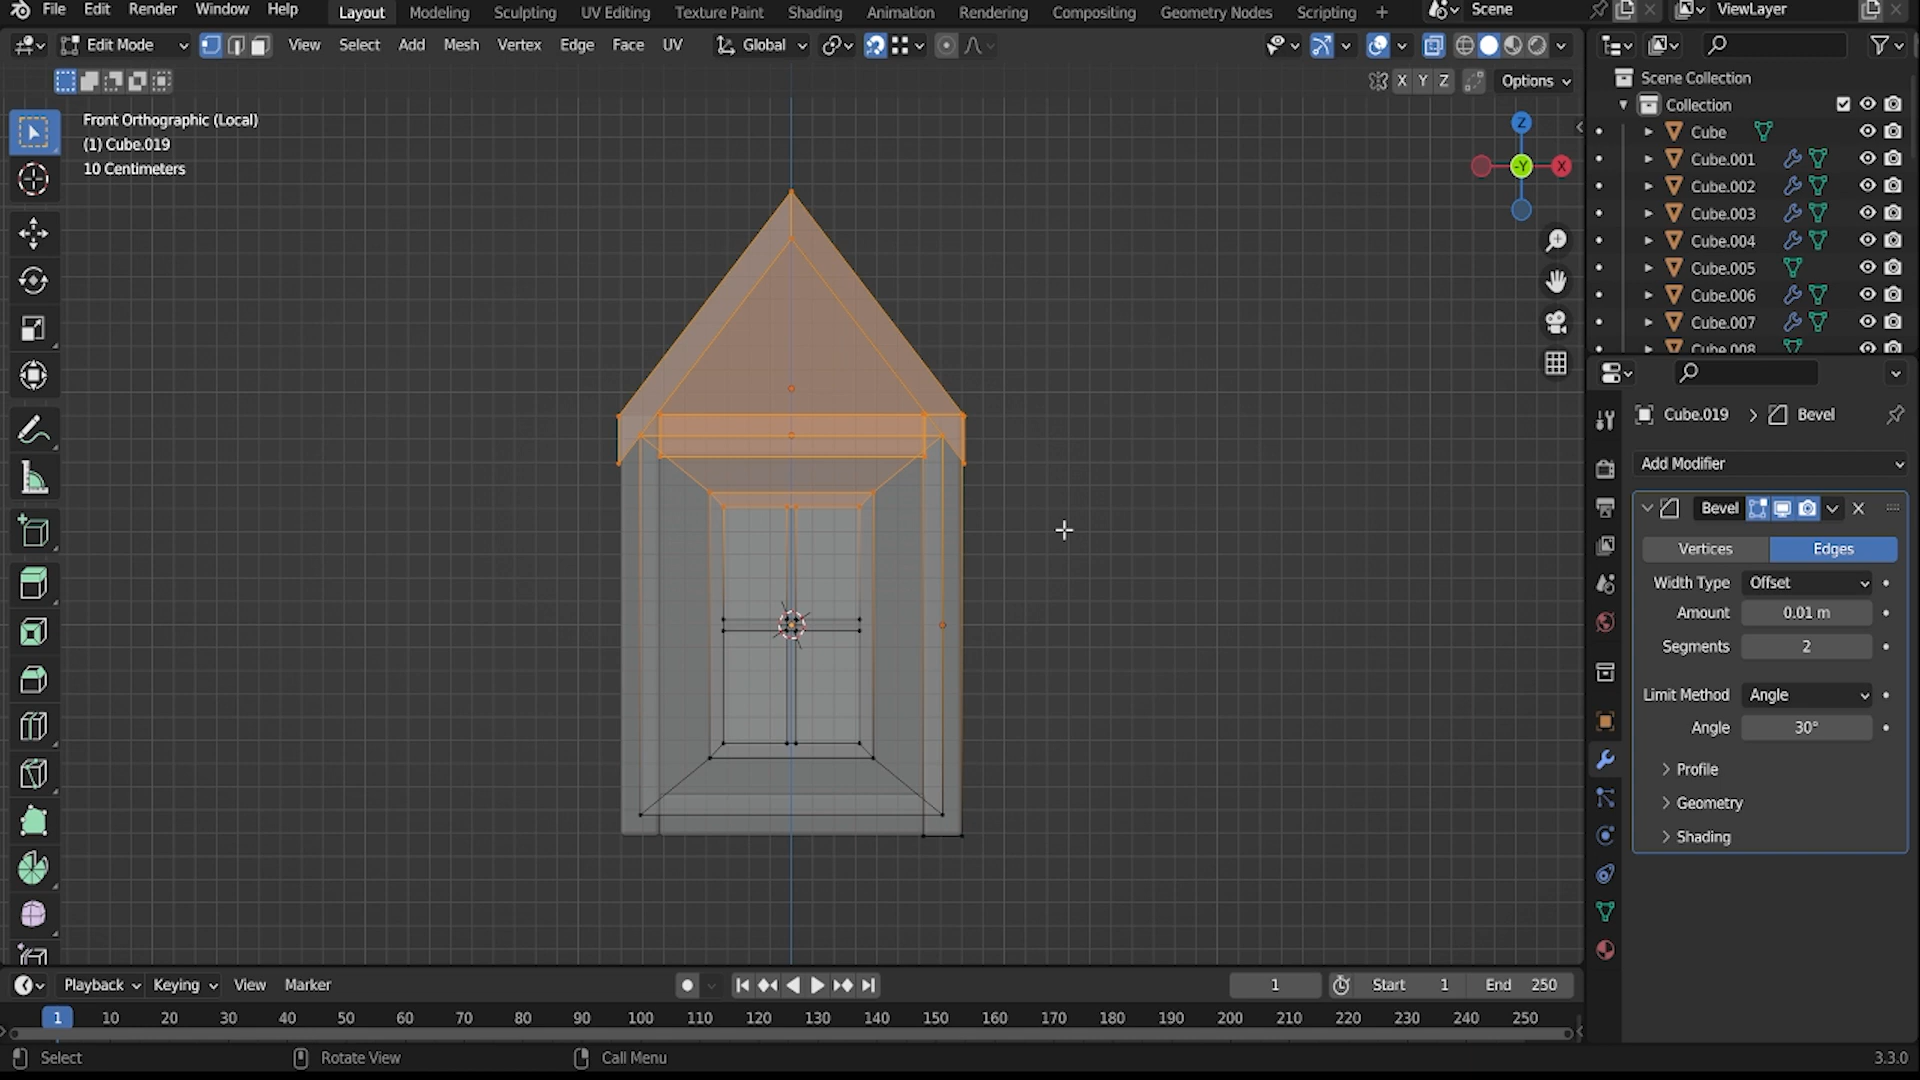 File Edit Render Window Help Layout Modeling Sculpting UV Editing Texture Paint Shading Animation Rendering Compositing Geometry Nodes Scripting + Scene ViewLayer
Edit Mode View Select Add Mesh Vertex Edge Face UV Global
X Y Z Options
Front Orthographic (Local)
(1) Cube.019
10 Centimeters
Z
-Y
X
Scene Collection
Collection
Cube
Cube.001
Cube.002
Cube.003
Cube.004
Cube.005
Cube.006
Cube.007
Cube.008
Cube.019 > Bevel
Add Modifier
Bevel
Vertices Edges
Width Type Offset
Amount 0.01 m
Segments 2
Limit Method Angle
Angle 30°
Profile
Geometry
Shading
Playback Keying View Marker 1 Start 1 End 250
1 10 20 30 40 50 60 70 80 90 100 110 120 130 140 150 160 170 180 190 200 210 220 230 240 250
Select Rotate View Call Menu 3.3.0